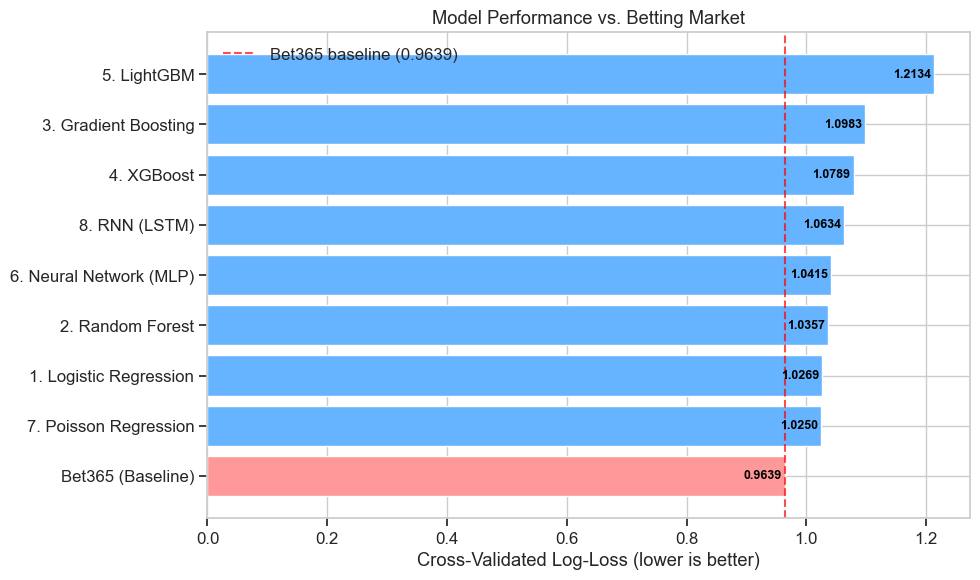 Model Performance vs. Betting Market
Bet365 baseline (0.9639)
5. LightGBM
1.2134
3. Gradient Boosting
1.0983
4. XGBoost
1.0789
8. RNN (LSTM)
1.0634
6. Neural Network (MLP)
1.0415
2. Random Forest
1.0357
1. Logistic Regression
1.0269
7. Poisson Regression
1.0250
Bet365 (Baseline)
0.9639
0.0 0.2 0.4 0.6 0.8 1.0 1.2
Cross-Validated Log-Loss (lower is better)